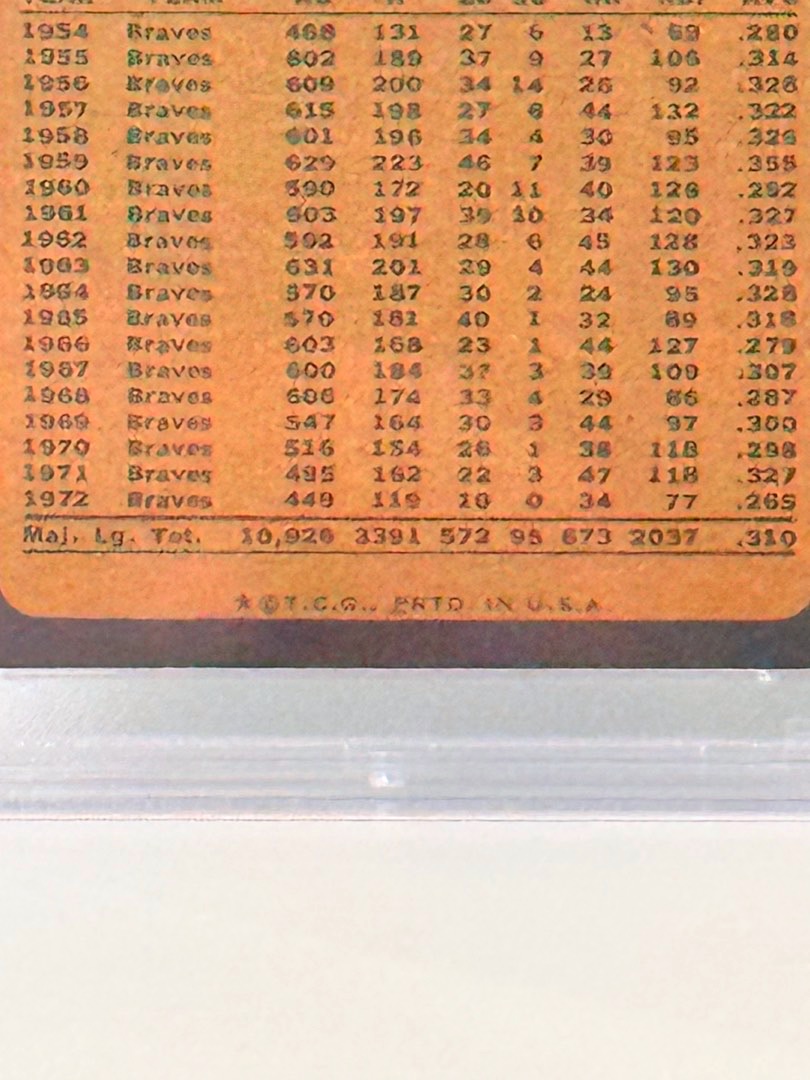 1954 Braves 468 131 27 6 13 69 .280
1955 Braves 602 189 37 9 27 106 .314
1956 Braves 609 200 34 14 26 92 .328
1957 Braves 615 198 27 6 44 132 .322
1958 Braves 601 196 34 4 30 95 .326
1959 Braves 629 223 46 7 39 123 .355
1960 Braves 590 172 20 11 40 126 .292
1961 Braves 603 197 39 10 34 120 .327
1962 Braves 592 191 28 6 45 128 .323
1963 Braves 631 201 29 4 44 130 .319
1964 Braves 570 187 30 2 24 95 .328
1965 Braves 570 181 40 1 32 89 .318
1966 Braves 603 168 23 1 44 127 .279
1967 Braves 600 184 37 3 39 109 .307
1968 Braves 606 174 33 4 29 86 .287
1969 Braves 547 164 30 3 44 97 .300
1970 Braves 516 154 26 1 38 118 .298
1971 Braves 495 162 22 3 47 118 .327
1972 Braves 449 119 10 0 34 77 .265
Maj. Lg. Tot. 10,926 3391 572 95 673 2037 .310
★ © T.C.G. PRTD. IN U.S.A.